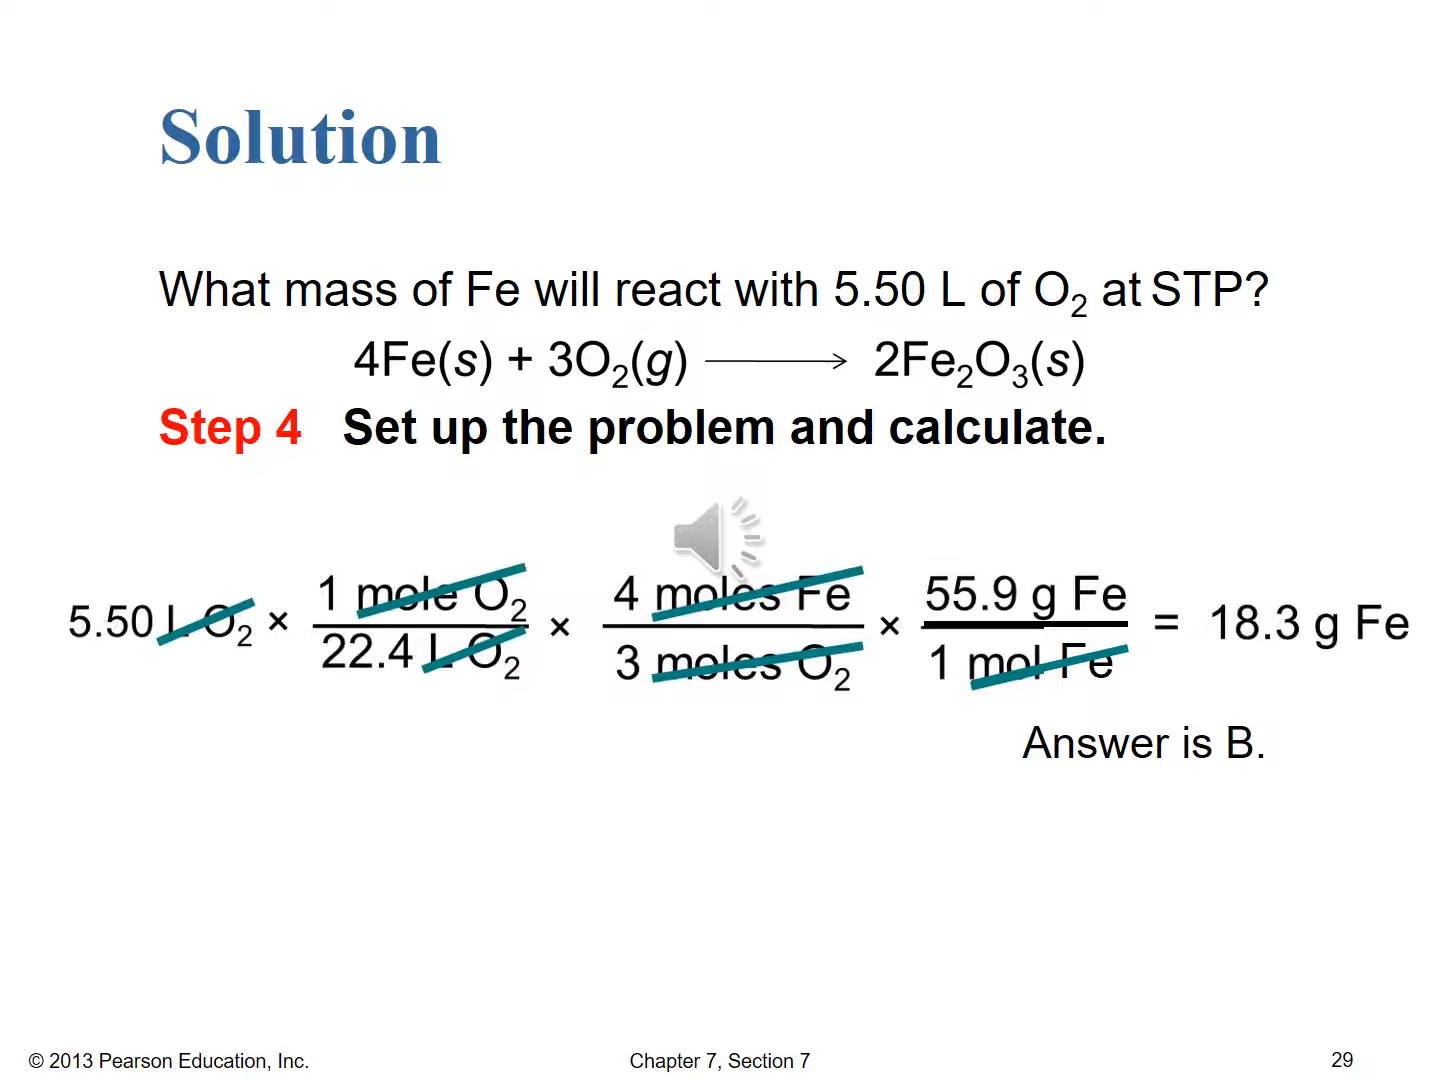 Solution
What mass of Fe will react with 5.50 L of O₂ at STP?
4Fe(s) + 3O₂(g) ⟶ 2Fe₂O₃(s)
Step 4 Set up the problem and calculate.
5.50 L O₂ × 1 mole O₂ / 22.4 L O₂ × 4 moles Fe / 3 moles O₂ × 55.9 g Fe / 1 mol Fe = 18.3 g Fe
Answer is B.
© 2013 Pearson Education, Inc. Chapter 7, Section 7 29